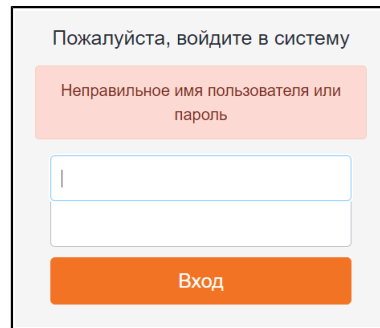 Пожалуйста, войдите в систему
Неправильное имя пользователя или
пароль
Вход